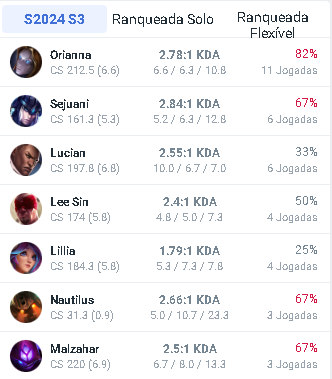 S2024 S3 Ranqueada Solo Ranqueada Flexível
Orianna 2.78:1 KDA 82%
CS 212.5 (6.6) 6.6 / 6.3 / 10.8 11 Jogadas
Sejuani 2.84:1 KDA 67%
CS 161.3 (5.3) 5.2 / 6.3 / 12.8 6 Jogadas
Lucian 2.55:1 KDA 33%
CS 197.8 (6.8) 10.0 / 6.7 / 7.0 6 Jogadas
Lee Sin 2.4:1 KDA 50%
CS 174 (5.8) 4.8 / 5.0 / 7.3 4 Jogadas
Lillia 1.79:1 KDA 25%
CS 184.3 (5.8) 5.3 / 7.3 / 7.8 4 Jogadas
Nautilus 2.66:1 KDA 67%
CS 31.3 (0.9) 5.0 / 10.7 / 23.3 3 Jogadas
Malzahar 2.5:1 KDA 67%
CS 220 (6.9) 6.7 / 8.0 / 13.3 3 Jogadas